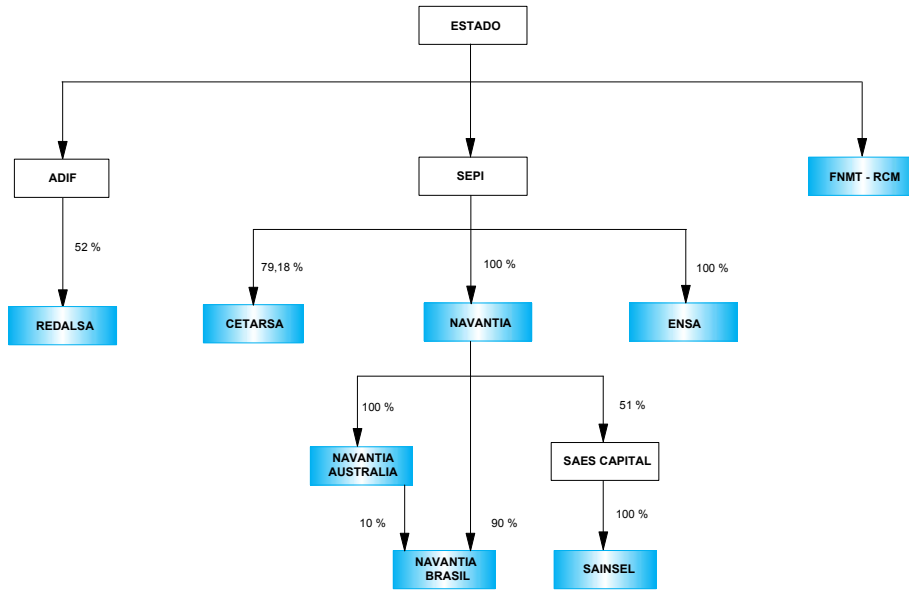 ESTADO
ADIF
SEPI
FNMT - RCM
52 %
79,18 %
100 %
100 %
REDALSA
CETARSA
NAVANTIA
ENSA
100 %
51 %
NAVANTIA
AUSTRALIA
SAES CAPITAL
10 %
90 %
100 %
NAVANTIA
BRASIL
SAINSEL